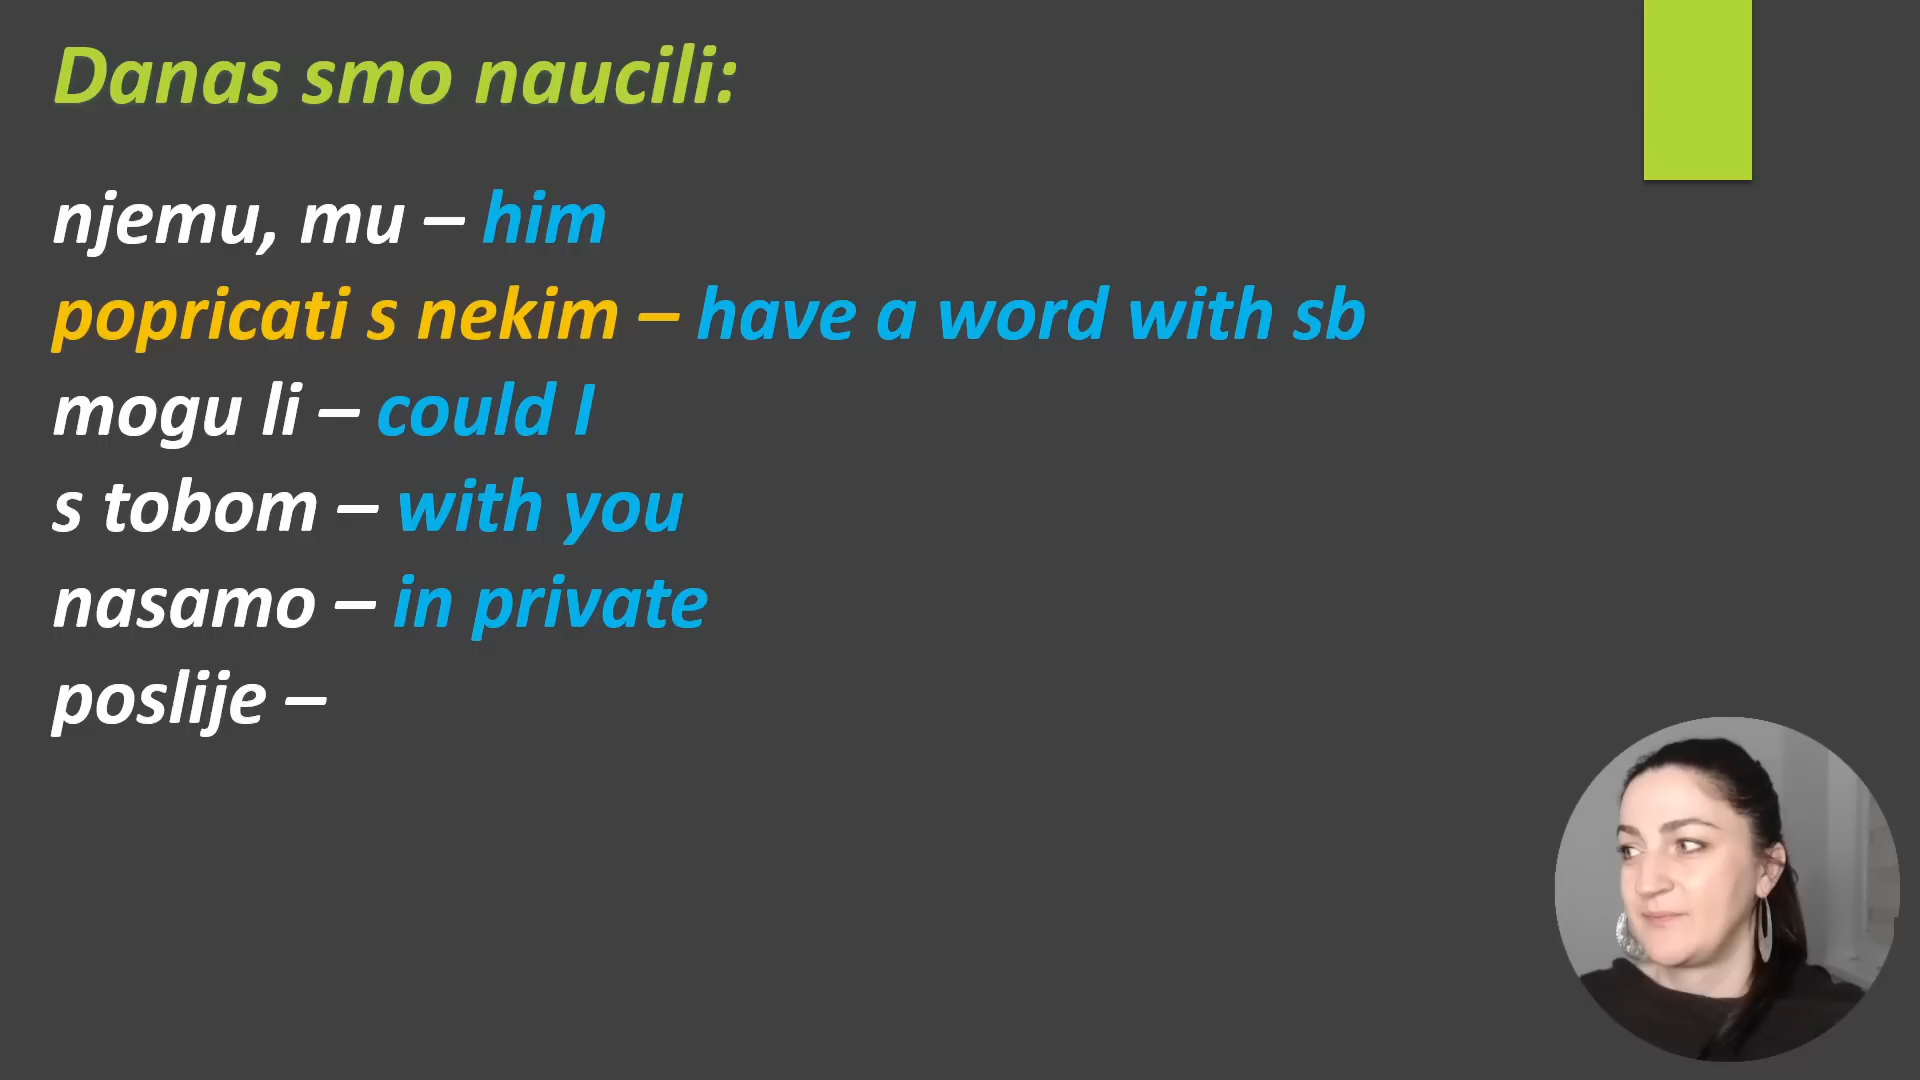 Danas smo naucili:
njemu, mu – him
popricati s nekim – have a word with sb
mogu li – could I
s tobom – with you
nasamo – in private
poslije –